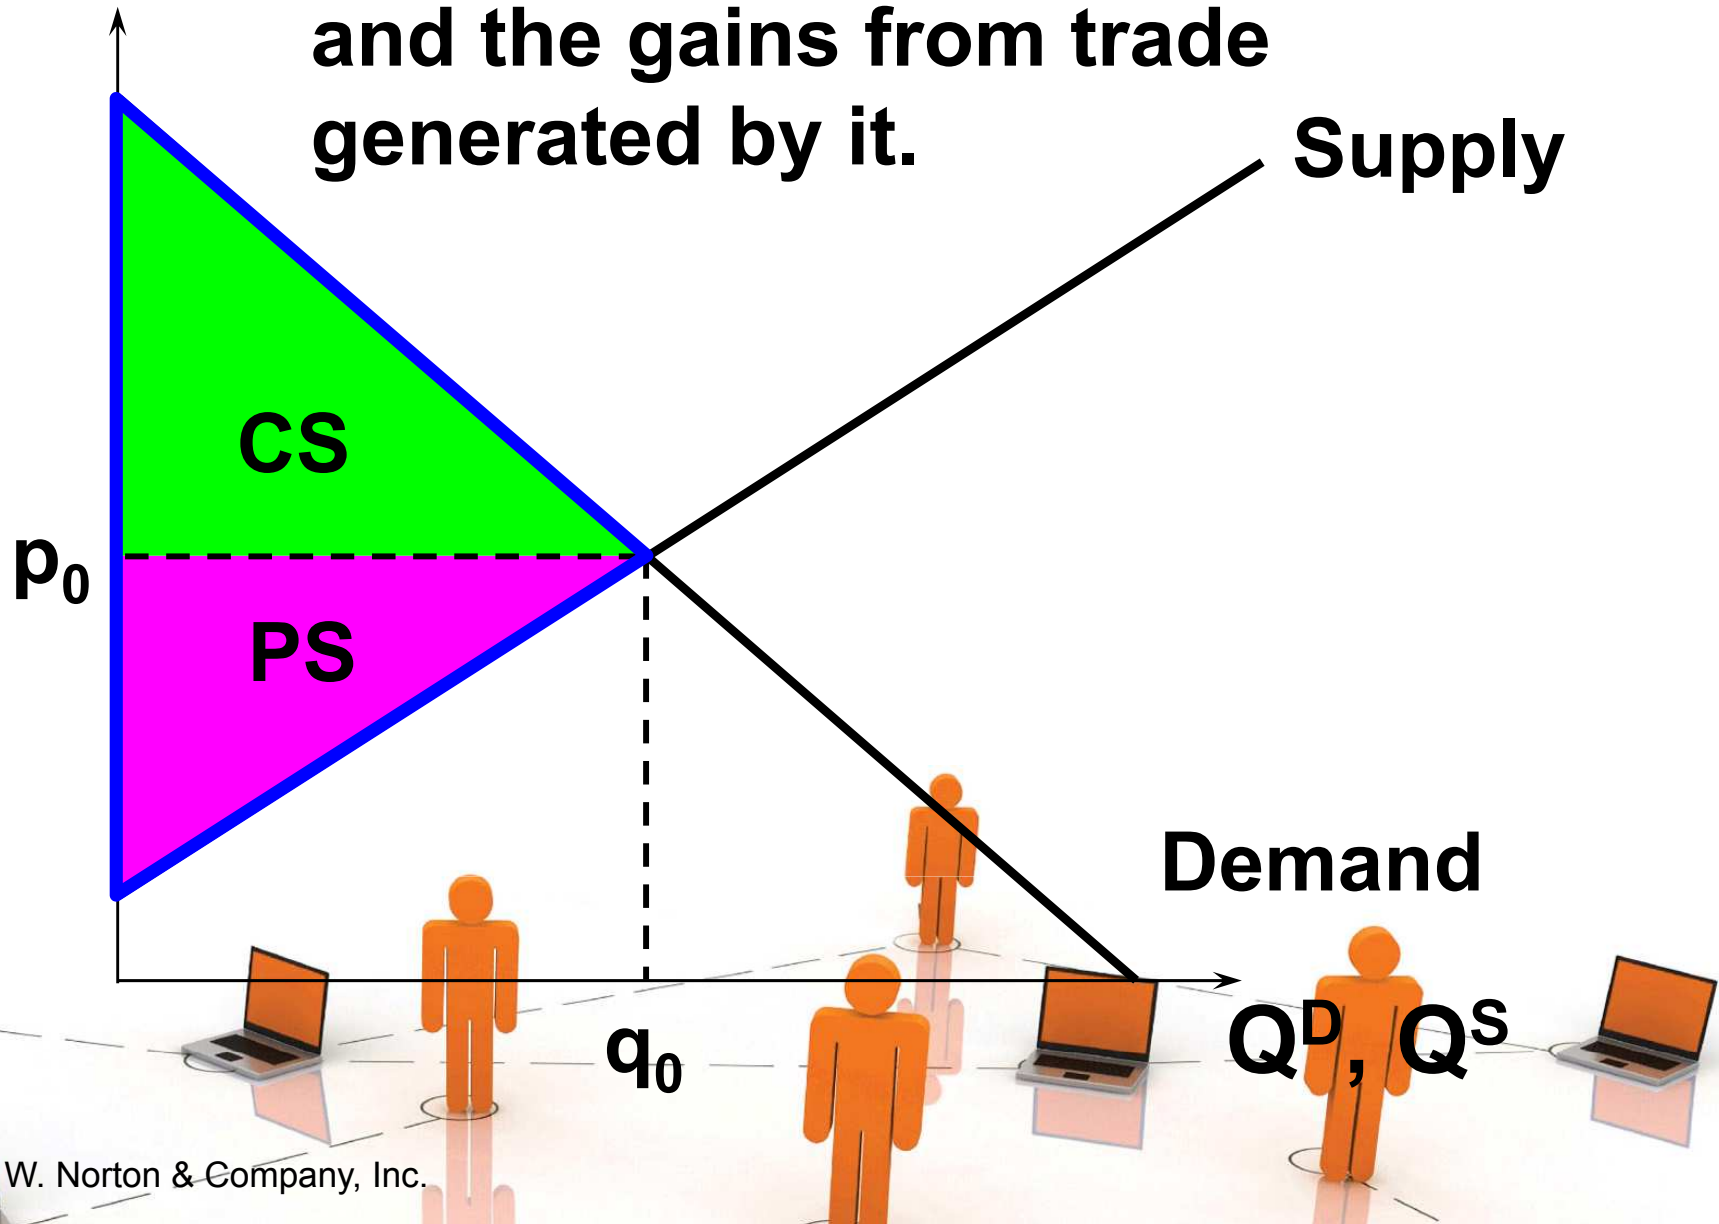 and the gains from trade
generated by it.
Supply
CS
p₀
PS
Demand
q₀
Qᴰ, Qˢ
W. Norton & Company, Inc.